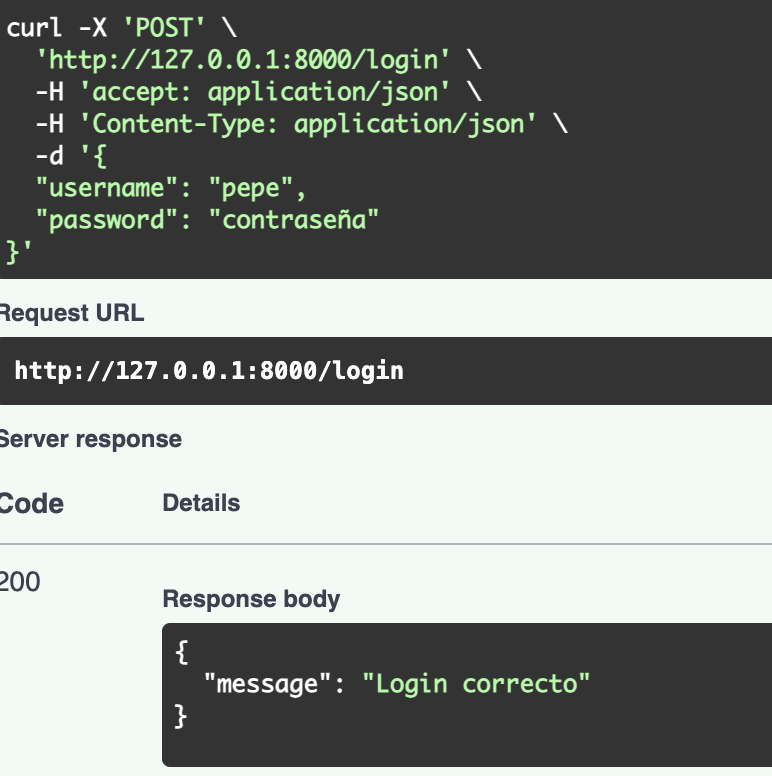 curl -X 'POST' \
  'http://127.0.0.1:8000/login' \
  -H 'accept: application/json' \
  -H 'Content-Type: application/json' \
  -d '{
  "username": "pepe",
  "password": "contraseña"
}'
Request URL
http://127.0.0.1:8000/login
Server response
Code Details
200
Response body
{
  "message": "Login correcto"
}